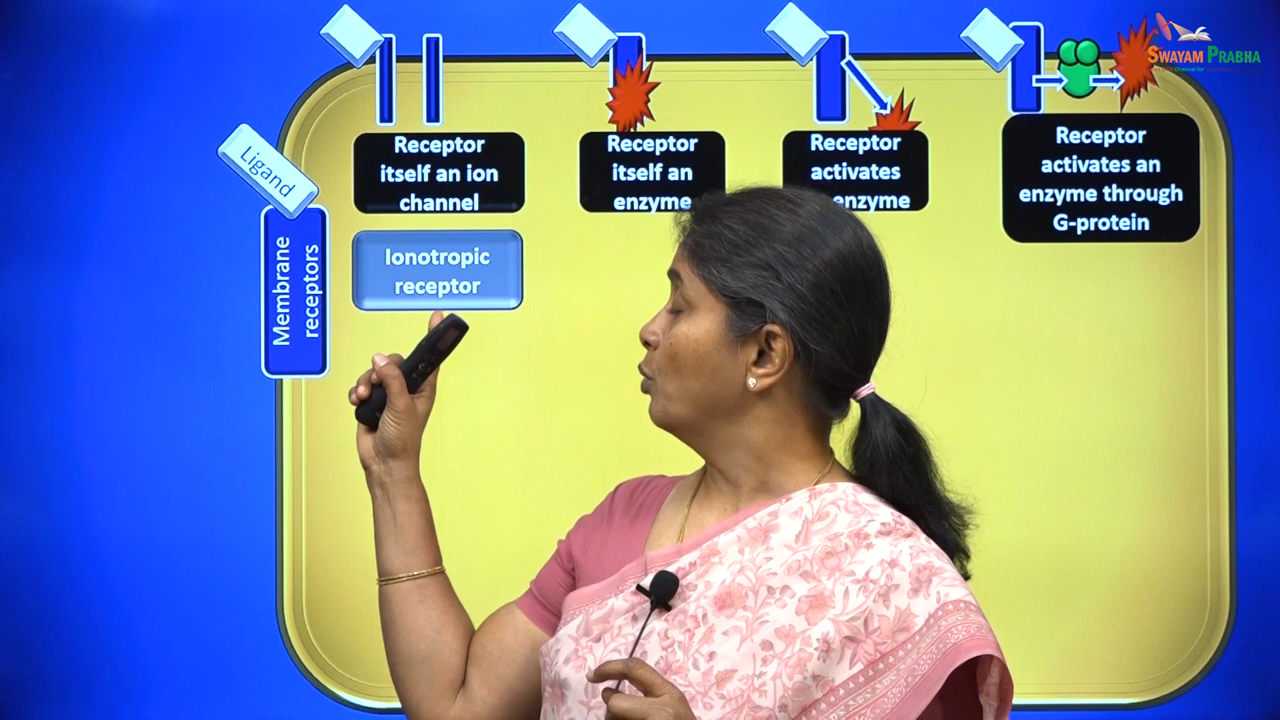 SWAYAM PRABHA
Ligand
Membrane
receptors
Receptor
itself an ion
channel
Receptor
itself an
enzyme
Receptor
activates
enzyme
Receptor
activates an
enzyme through
G-protein
Ionotropic
receptor